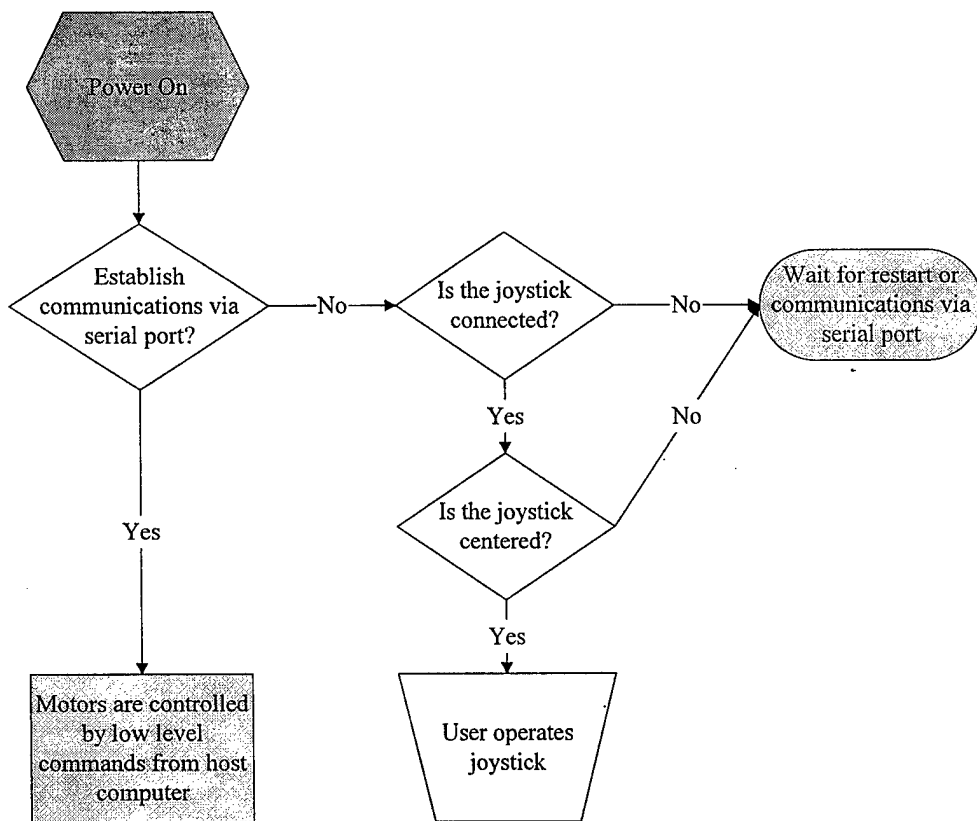 Power On
Establish
communications via
serial port?
No
Is the joystick
connected?
No
Wait for restart or
communications via
serial port
Yes
No
Is the joystick
centered?
Yes
Yes
Motors are controlled
by low level
commands from host
computer
User operates
joystick